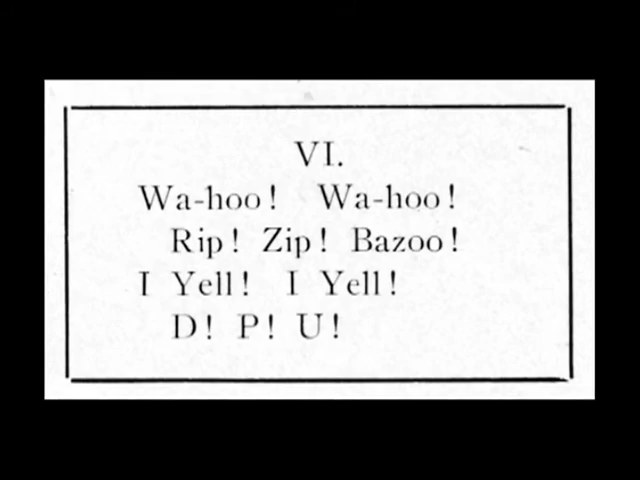 VI.
Wa-hoo! Wa-hoo!
Rip! Zip! Bazoo!
I Yell! I Yell!
D! P! U!